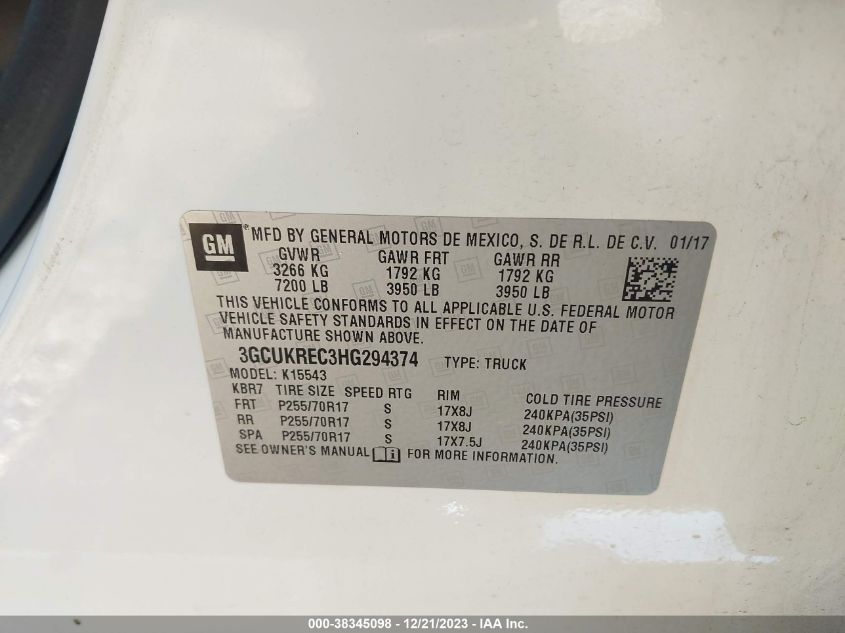 GM ® MFD BY GENERAL MOTORS DE MEXICO, S. DE R.L. DE C.V. 01/17
GVWR GAWR FRT GAWR RR
3266 KG 1792 KG 1792 KG
7200 LB 3950 LB 3950 LB
THIS VEHICLE CONFORMS TO ALL APPLICABLE U.S. FEDERAL MOTOR
VEHICLE SAFETY STANDARDS IN EFFECT ON THE DATE OF
MANUFACTURE SHOWN ABOVE.
3GCUKREC3HG294374 TYPE: TRUCK
MODEL: K15543
KBR7 TIRE SIZE SPEED RTG RIM COLD TIRE PRESSURE
FRT P255/70R17 S 17X8J 240KPA(35PSI)
RR P255/70R17 S 17X8J 240KPA(35PSI)
SPA P255/70R17 S 17X7.5J 240KPA(35PSI)
SEE OWNER'S MANUAL FOR MORE INFORMATION.
000-38345098 - 12/21/2023 - IAA Inc.